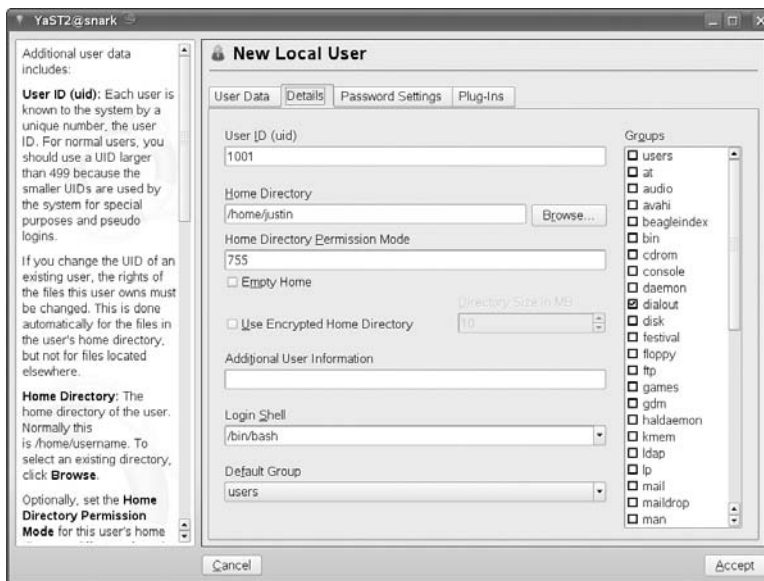 YaST2@snark
Additional user data
includes:
User ID (uid): Each user is
known to the system by a
unique number, the user
ID. For normal users, you
should use a UID larger
than 499 because the
smaller UIDs are used by
the system for special
purposes and pseudo
logins.
If you change the UID of an
existing user, the rights of
the files this user owns must
be changed. This is done
automatically for the files in
the user's home directory,
but not for files located
elsewhere.
Home Directory: The
home directory of the user.
Normally this
is /home/username. To
select an existing directory,
click Browse.
Optionally, set the Home
Directory Permission
Mode for this user's home
New Local User
User Data Details Password Settings Plug-Ins
User ID (uid)
1001
Home Directory
/home/justin Browse...
Home Directory Permission Mode
755
Empty Home
Directory Size in MB
Use Encrypted Home Directory 10
Additional User Information
Login Shell
/bin/bash
Default Group
users
Groups
users
at
audio
avahi
beagleindex
bin
cdrom
console
daemon
dialout
disk
festival
floppy
ftp
games
gdm
haldaemon
kmem
ldap
lp
mail
maildrop
man
Cancel Accept